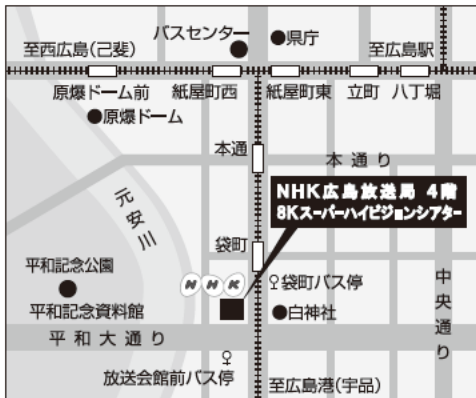 バスセンター
県庁
至西広島(己斐)
至広島駅
原爆ドーム前
紙屋町西
紙屋町東
立町
八丁堀
原爆ドーム
本通
本通り
NHK広島放送局 4階
8Kスーパーハイビジョンシアター
元安川
袋町
平和記念公園
NHK
袋町バス停
中央通り
平和記念資料館
白神社
平和大通り
放送会館前バス停
至広島港(宇品)